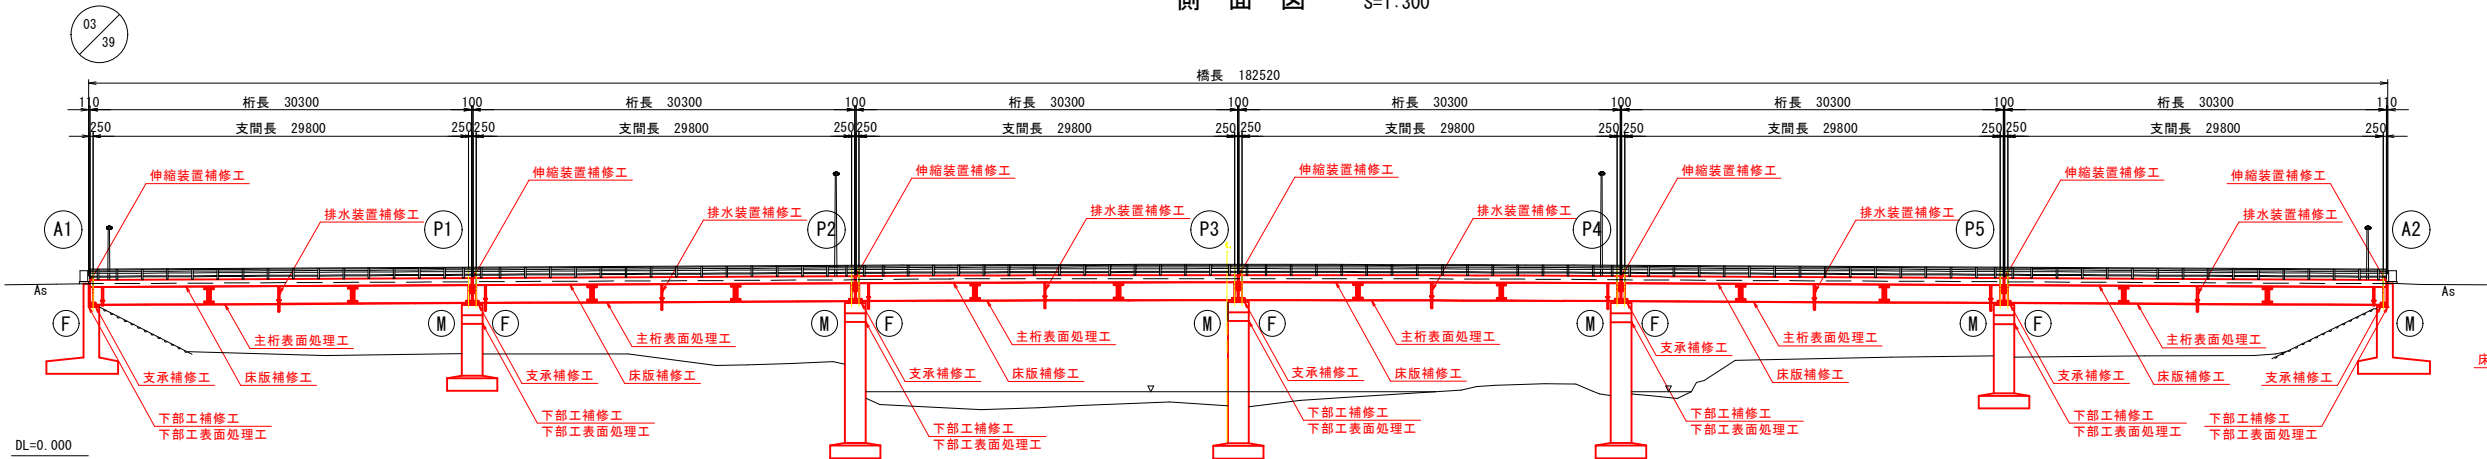 側 面 図 S=1:300
03
39
橋長 182520
110 桁長 30300 100 桁長 30300 100 桁長 30300 100 桁長 30300 100 桁長 30300 100 桁長 30300 110
250 支間長 29800 250 250 支間長 29800 250 250 支間長 29800 250 250 支間長 29800 250 250 支間長 29800 250 250 支間長 29800 250
伸縮装置補修工 伸縮装置補修工 伸縮装置補修工 伸縮装置補修工 伸縮装置補修工 伸縮装置補修工 伸縮装置補修工
排水装置補修工 排水装置補修工 排水装置補修工 排水装置補修工 排水装置補修工 排水装置補修工
A1 P1 P2 P3 P4 P5 A2
As As
F M F M F M F M F M F M
主桁表面処理工 主桁表面処理工 主桁表面処理工 主桁表面処理工 主桁表面処理工 主桁表面処理工
支承補修工 床版補修工 支承補修工 床版補修工 支承補修工 床版補修工 支承補修工 床版補修工 支承補修工 床版補修工 支承補修工 床版補修工 支承補修工 床
下部工補修工 下部工補修工 下部工補修工 下部工補修工 下部工補修工 下部工補修工 下部工補修工
下部工表面処理工 下部工表面処理工 下部工表面処理工 下部工表面処理工 下部工表面処理工 下部工表面処理工 下部工表面処理工
DL=0.000